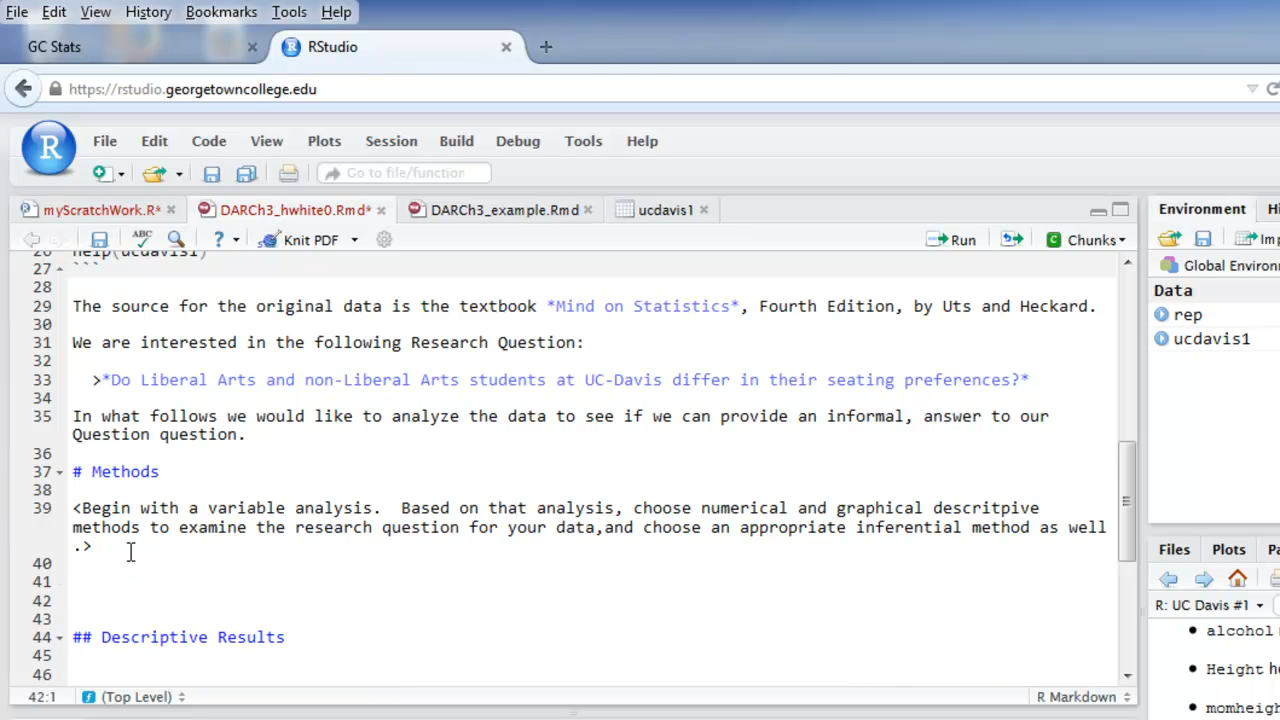 File Edit View History Bookmarks Tools Help
GC Stats
RStudio
https://rstudio.georgetowncollege.edu
R File Edit Code View Plots Session Build Debug Tools Help
Go to file/function
myScratchWork.R* DARCh3_hwhite0.Rmd* DARCh3_example.Rmd ucdavis1
ABC ? Knit PDF Run Chunks
26 help(ucdavis1)
27 ```
28
29 The source for the original data is the textbook *Mind on Statistics*, Fourth Edition, by Uts and Heckard.
30
31 We are interested in the following Research Question:
32
33 >*Do Liberal Arts and non-Liberal Arts students at UC-Davis differ in their seating preferences?*
34
35 In what follows we would like to analyze the data to see if we can provide an informal, answer to our
Question question.
36
37 # Methods
38
39 <Begin with a variable analysis.  Based on that analysis, choose numerical and graphical descritpive
methods to examine the research question for your data,and choose an appropriate inferential method as well
.>
40
41
42
43
44 ## Descriptive Results
45
46
42:1 (Top Level) R Markdown
Environment
Global
Data
rep
ucdavis1
Files Plots
R: UC Davis #1
alcohol
Height